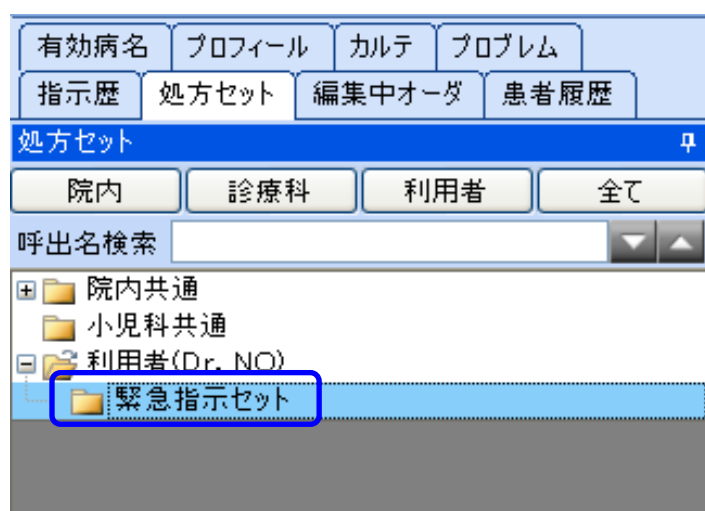 有効病名 プロフィール カルテ プロブレム
指示歴 処方セット 編集中オーダ 患者履歴
処方セット
院内 診療科 利用者 全て
呼出名検索
院内共通
小児科共通
利用者(Dr. NO)
緊急指示セット